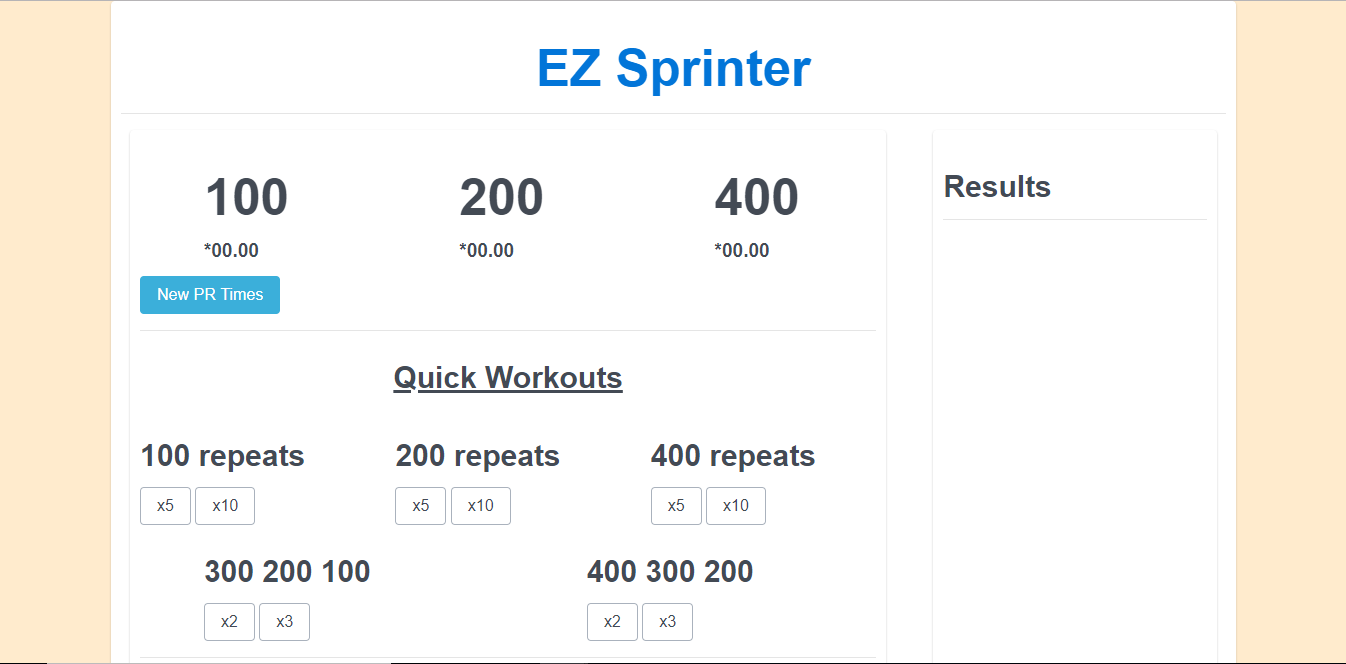 EZ Sprinter
100 200 400
*00.00 *00.00 *00.00
New PR Times
Quick Workouts
100 repeats 200 repeats 400 repeats
x5 x10 x5 x10 x5 x10
300 200 100 400 300 200
x2 x3 x2 x3
Results